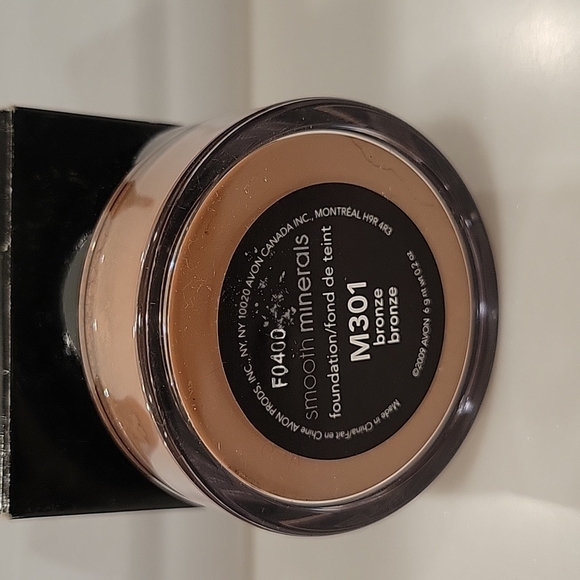 AVON PRODS, INC., NY, NY 10020 AVON CANADA INC., MONTRÉAL H9R 4R3
F0400
smooth minerals
foundation/fond de teint
M301
bronze
bronze
©2009 AVON 6 g m wt 0.2 oz
Made in China/Fait en Chine